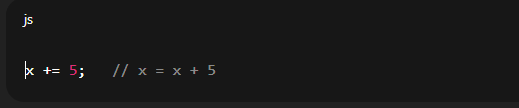 js
x += 5;   // x = x + 5